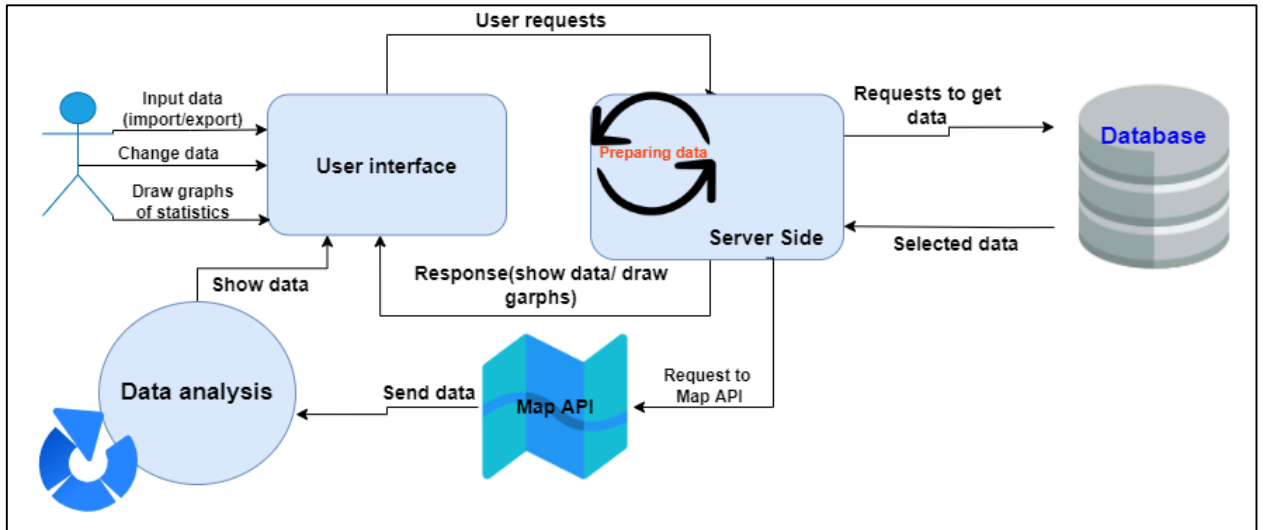 User requests
Input data
(import/export)
Change data
Draw graphs
of statistics
User interface
Preparing data
Server Side
Requests to get
data
Database
Selected data
Show data
Response(show data/ draw
garphs)
Data analysis
Send data
Map API
Request to
Map API